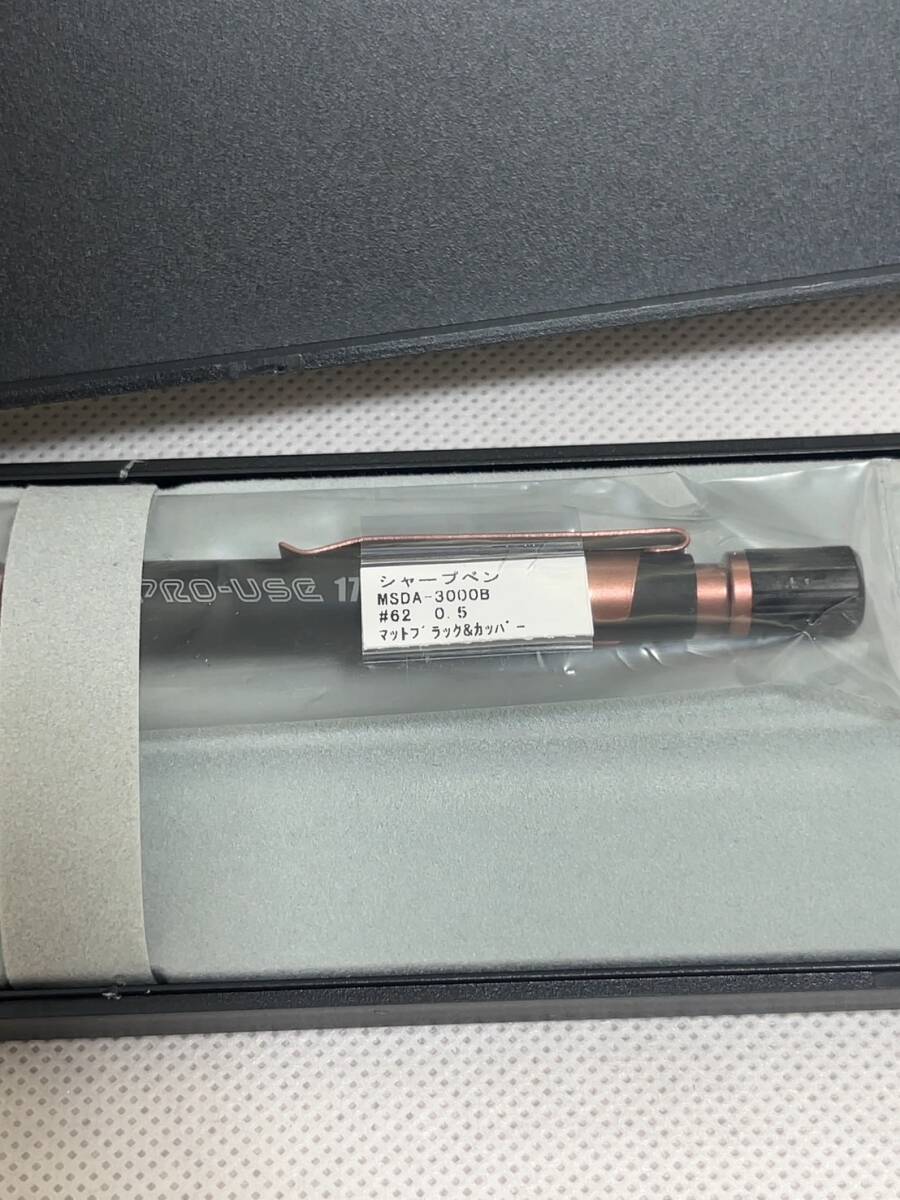 PRO-USE 17
シャープペン
MSDA-3000B
#62 0.5
マットブラック&カッパー